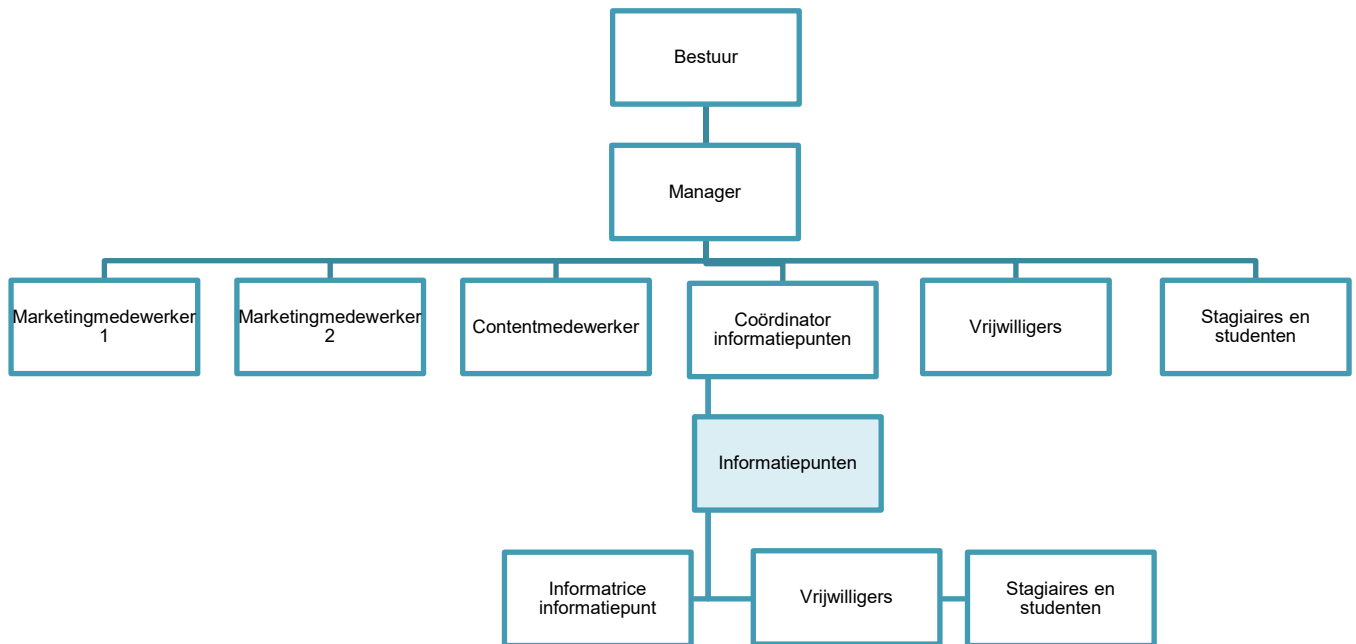 Bestuur
Manager
Marketingmedewerker
1
Marketingmedewerker
2
Contentmedewerker
Coördinator
informatiepunten
Vrijwilligers
Stagiaires en
studenten
Informatiepunten
Informatrice
informatiepunt
Vrijwilligers
Stagiaires en
studenten